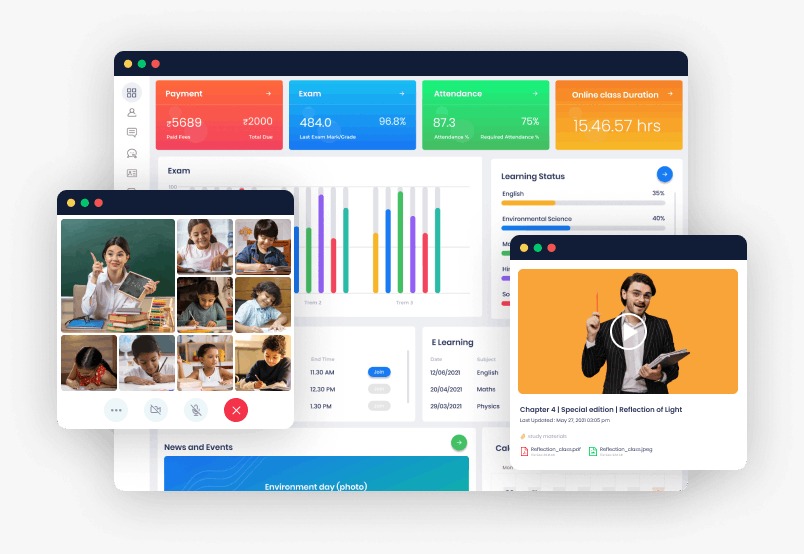 Payment
₹5689
₹2000
Paid Fees
Total Due
Exam
484.0
96.8%
Last Exam Mark/Grade
Attendance
87.3
75%
Attendance %
Required Attendance %
Online class Duration
15.46.57 hrs
Exam
100
Term 2
Term 3
Learning Status
English
35%
Environmental Science
40%
Ma
Hin
So
End Time
11.30 AM
Join
12.30 PM
Join
1.30 PM
Join
E Learning
Date
Subject
12/06/2021
English
20/04/2021
Maths
29/03/2021
Physics
News and Events
Environment day (photo)
Cal
Mon
Chapter 4 | Special edition | Reflection of Light
Last Updated: May 27, 2021 03:05 pm
study materials
Reflection_class.pdf
Reflection_class.jpeg